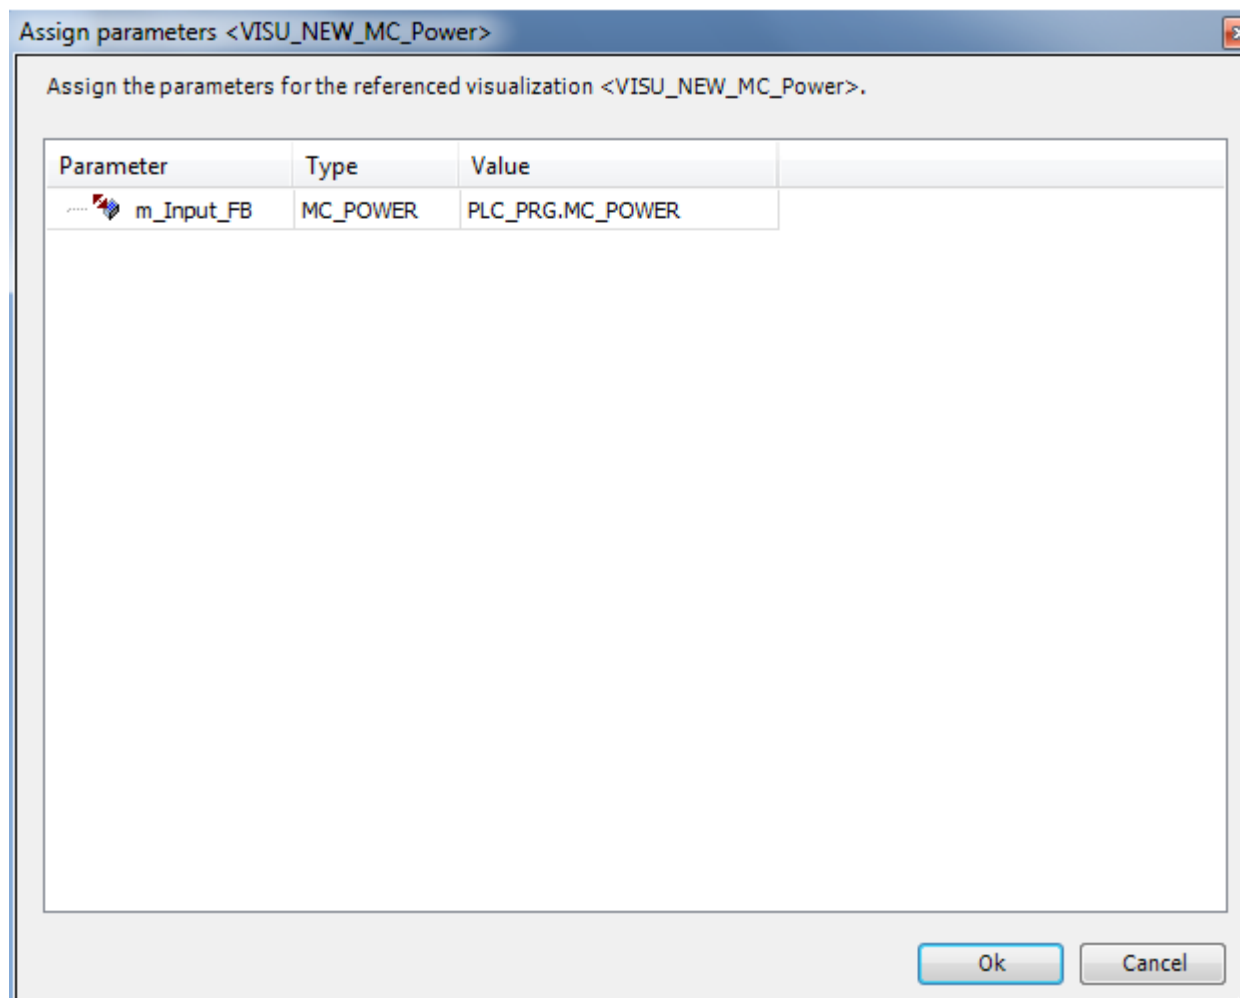 Assign parameters <VISU_NEW_MC_Power>
Assign the parameters for the referenced visualization <VISU_NEW_MC_Power>.
Parameter Type Value
m_Input_FB MC_POWER PLC_PRG.MC_POWER
Ok Cancel